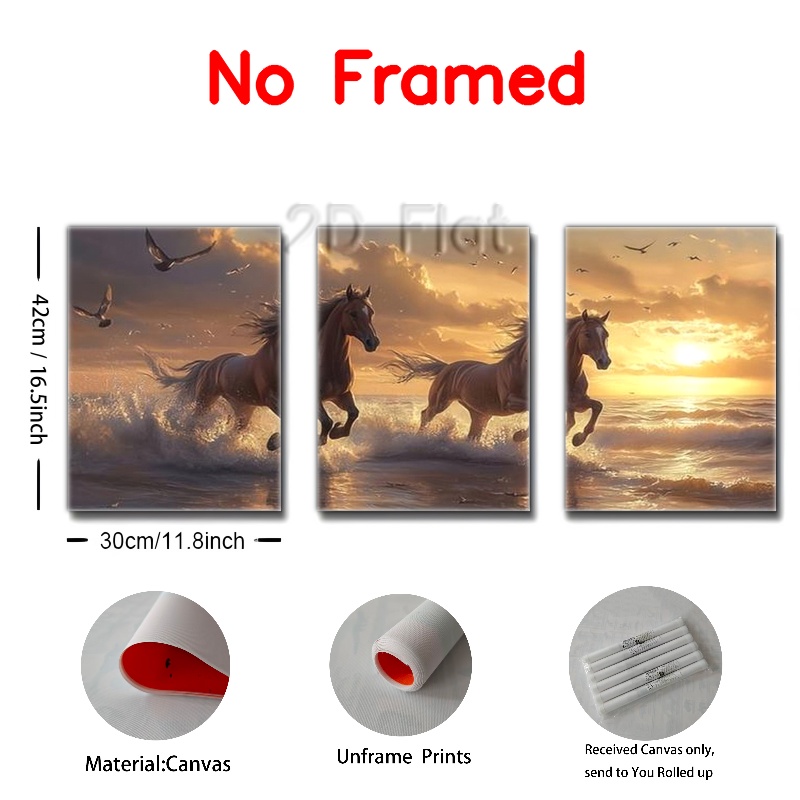 No Framed
2D Flat
42cm / 16.5inch
30cm/11.8inch
Material:Canvas
Unframe Prints
Received Canvas only,
send to You Rolled up